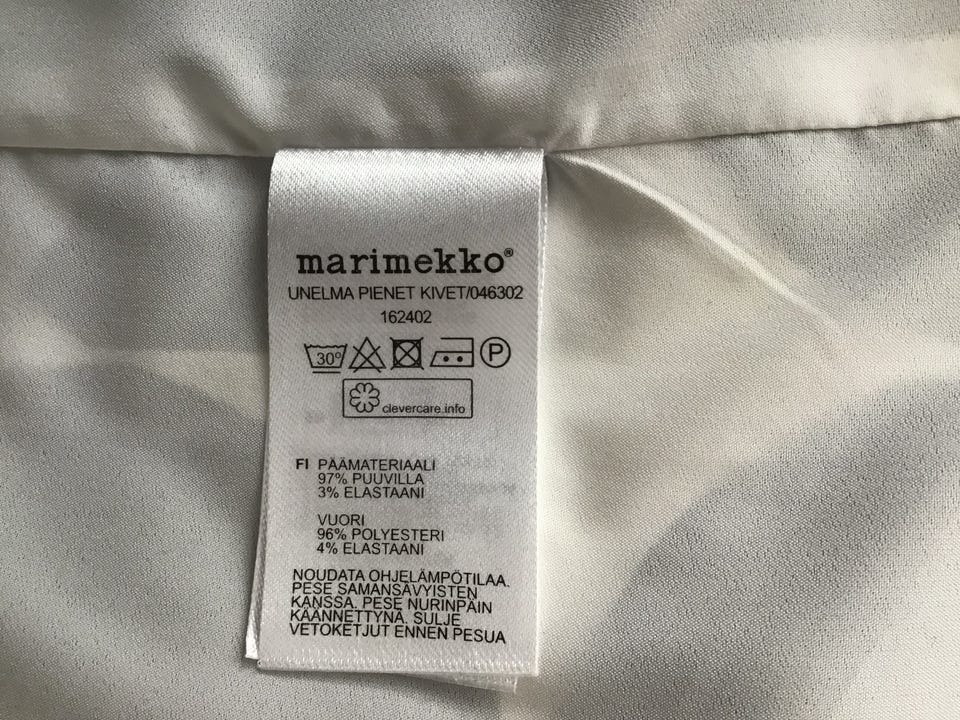 marimekko®
UNELMA PIENET KIVET/046302
162402
30° P
clevercare.info
FI PÄÄMATERIAALI
97% PUUVILLA
3% ELASTAANI
VUORI
96% POLYESTERI
4% ELASTAANI
NOUDATA OHJELÄMPÖTILAA.
PESE SAMANSÄVYISTEN
KANSSA. PESE NURINPÄIN
KÄÄNNETTYNÄ. SULJE
VETOKETJUT ENNEN PESUA